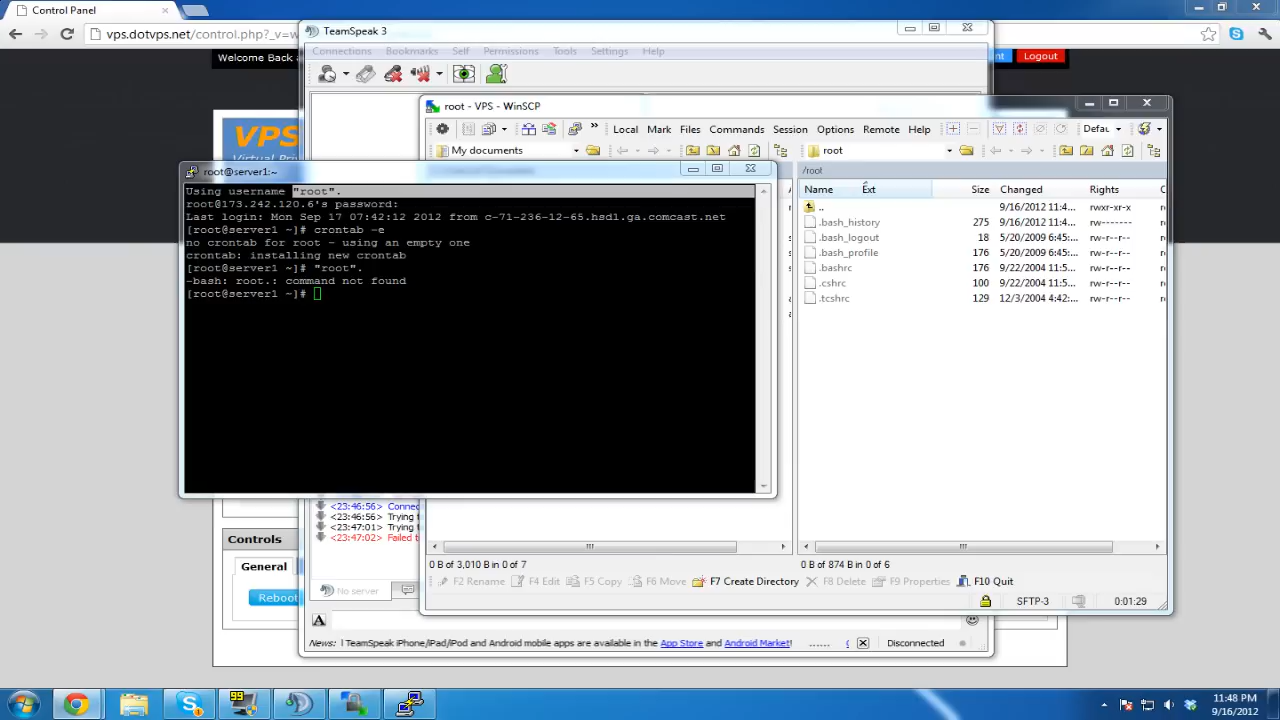 Control Panel
vps.dotvps.net/control.php?_v=w
Welcome Back
Logout
VPS
TeamSpeak 3
Connections Bookmarks Self Permissions Tools Settings Help
root - VPS - WinSCP
Local Mark Files Commands Session Options Remote Help Defau
My documents
root
/root
Name Ext Size Changed Rights
.. 9/16/2012 11:4... rwxr-xr-x
.bash_history 275 9/16/2012 11:4... rw-------
.bash_logout 18 5/20/2009 6:45... rw-r--r--
.bash_profile 176 5/20/2009 6:45... rw-r--r--
.bashrc 176 9/22/2004 11:5... rw-r--r--
.cshrc 100 9/22/2004 11:5... rw-r--r--
.tcshrc 129 12/3/2004 4:42:... rw-r--r--
root@server1:~
Using username "root".
root@173.242.120.6's password:
Last login: Mon Sep 17 07:42:12 2012 from c-71-236-12-65.hsd1.ga.comcast.net
[root@server1 ~]# crontab -e
no crontab for root - using an empty one
crontab: installing new crontab
[root@server1 ~]# "root".
-bash: root.: command not found
[root@server1 ~]#
<23:46:56> Connec
<23:46:56> Trying t
<23:47:01> Trying t
<23:47:02> Failed t
Controls
General
Reboot
No server
0 B of 3,010 B in 0 of 7
0 B of 874 B in 0 of 6
F2 Rename F4 Edit F5 Copy F6 Move F7 Create Directory F8 Delete F9 Properties F10 Quit
SFTP-3 0:01:29
News: l TeamSpeak iPhone/iPad/iPod and Android mobile apps are available in the App Store and Android Market! ......
Disconnected
99
11:48 PM
9/16/2012